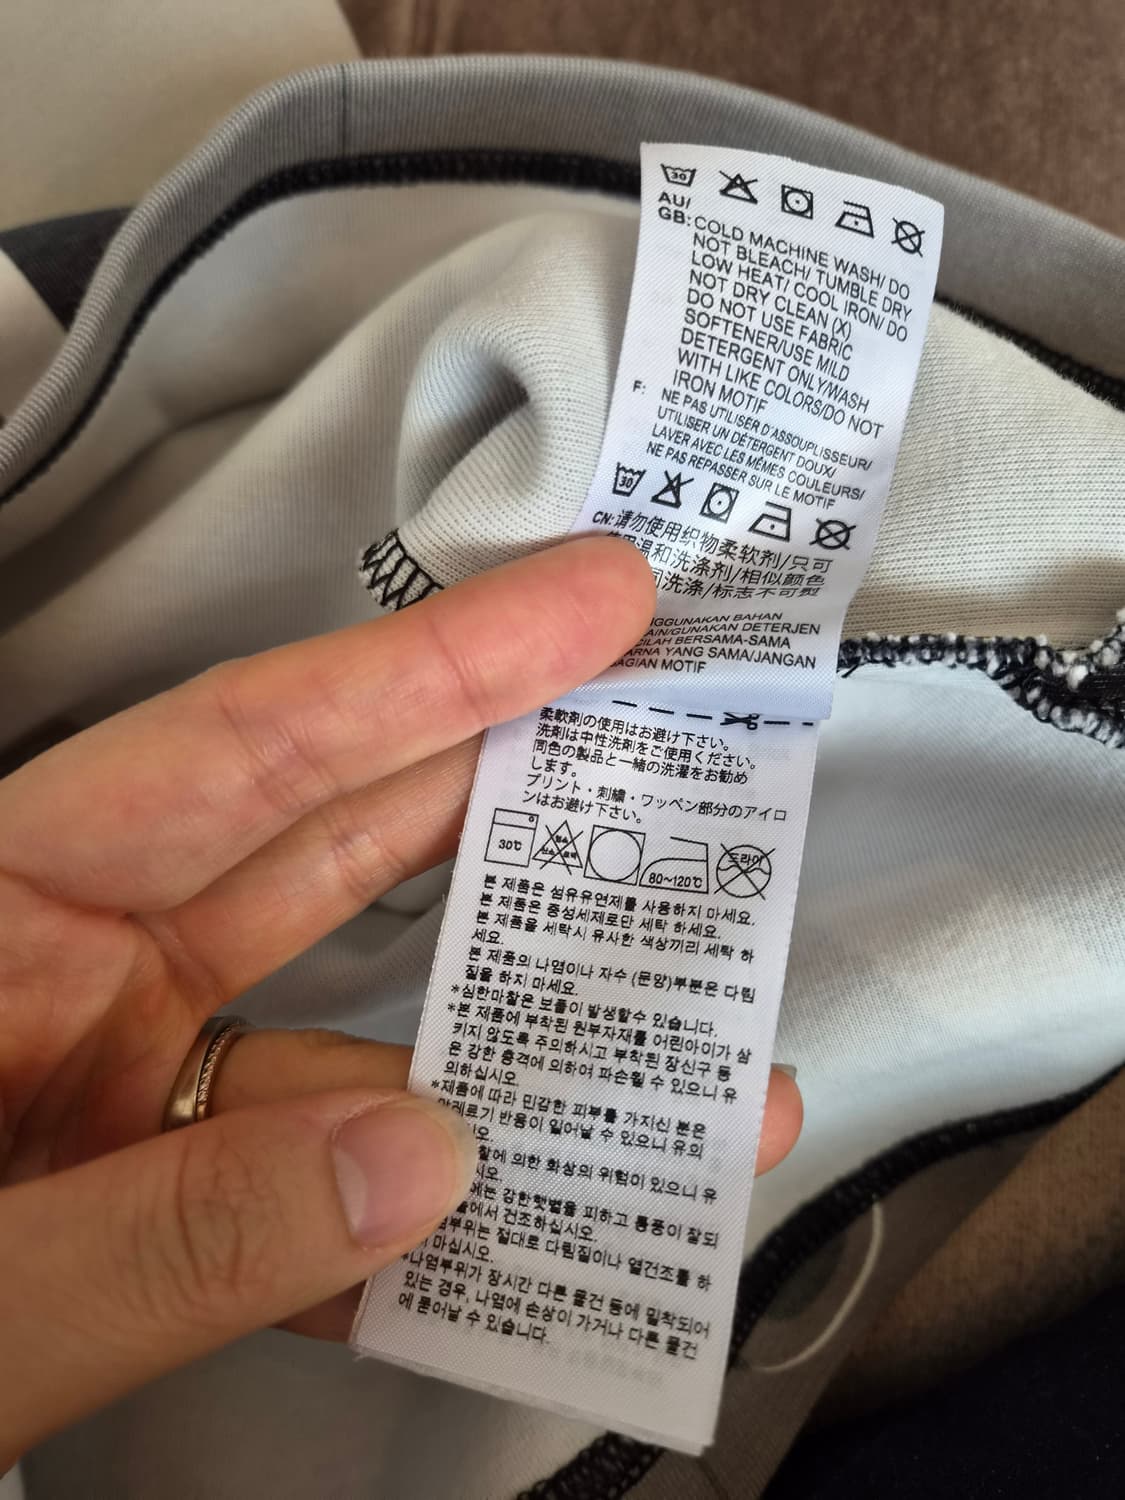 30
AU/
GB: COLD MACHINE WASH/ DO
NOT BLEACH/ TUMBLE DRY
LOW HEAT/ COOL IRON/ DO
NOT DRY CLEAN (X)
DO NOT USE FABRIC
SOFTENER/USE MILD
DETERGENT ONLY/WASH
WITH LIKE COLORS/DO NOT
IRON MOTIF
F: NE PAS UTILISER D'ASSOUPLISSEUR/
UTILISER UN DÉTERGENT DOUX/
LAVER AVEC LES MÊMES COULEURS/
NE PAS REPASSER SUR LE MOTIF
30
CN: 请勿使用织物柔软剂/只可
温和洗涤剂/相似颜色
同洗涤/标志不可熨
BAHAN
DETERJEN
BERSAMA-SAMA
YANG SAMA/JANGAN
MOTIF
柔軟剤の使用はお避け下さい。
洗剤は中性洗剤をご使用ください。
同色の製品と一緒の洗濯をお勧め
します。
プリント・刺繍・ワッペン部分のアイロ
ンはお避け下さい。
30℃
80~120℃
드라이
본 제품은 섬유유연제를 사용하지 마세요.
본 제품은 중성세제로만 세탁 하세요.
본 제품을 세탁시 유사한 색상끼리 세탁 하
세요.
본 제품의 나염이나 자수 (문양)부분은 다림
질을 하지 마세요.
*심한마찰은 보풀이 발생할수 있습니다.
*본 제품에 부착된 원부자재를 어린아이가 삼
키지 않도록 주의하시고 부착된 장신구 등
은 강한 충격에 의하여 파손될 수 있으니 유
의하십시오.
*제품에 따라 민감한 피부를 가지신 분은
알레르기 반응이 일어날 수 있으니 유의
의한 화상의 위험이 있으니 유
강한햇볕을 피하고 통풍이 잘되
건조하십시오.
절대로 다림질이나 열건조를 하
마십시오.
*나염부위가 장시간 다른 물건 등에 밀착되어
있는 경우, 나염에 손상이 가거나 다른 물건
에 묻어날 수 있습니다.